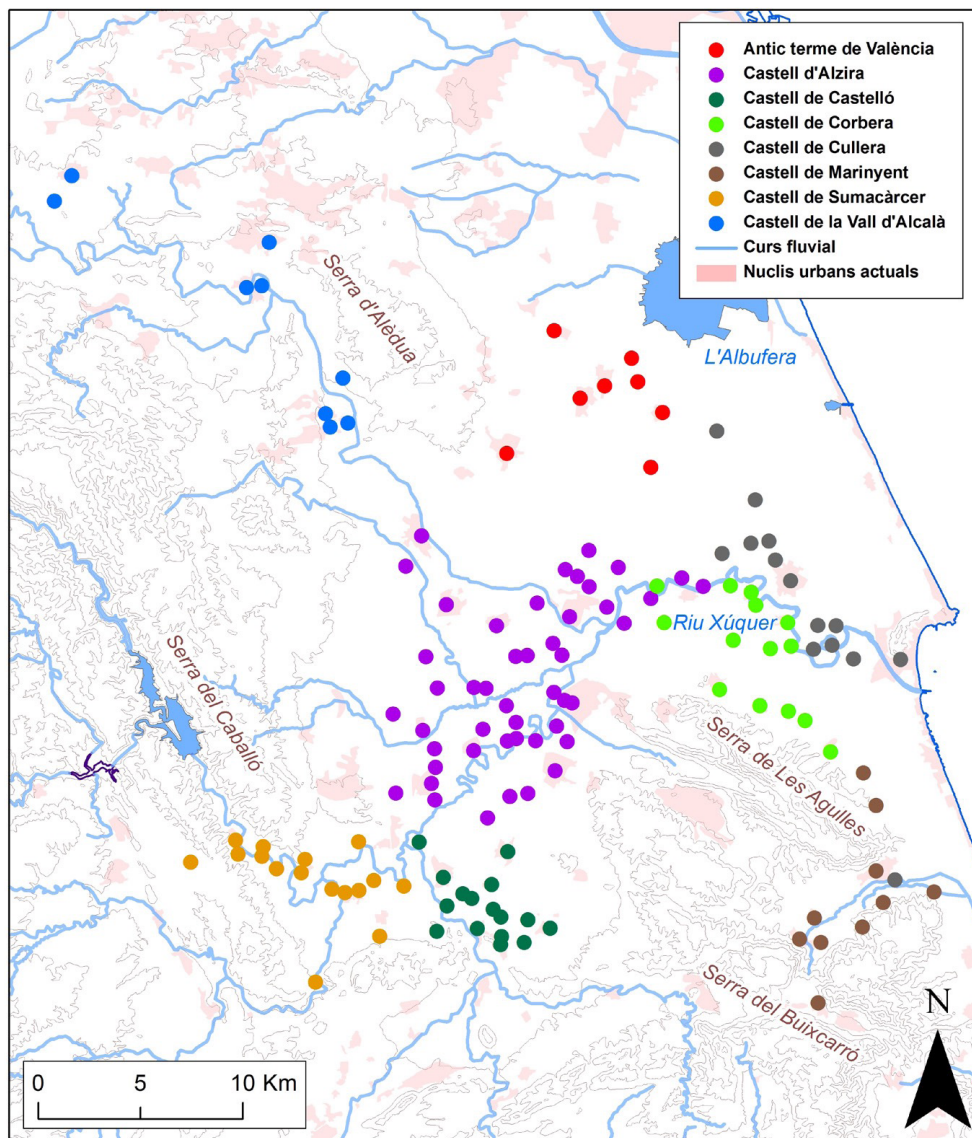 Antic terme de València
Castell d'Alzira
Castell de Castelló
Castell de Corbera
Castell de Cullera
Castell de Marinyent
Castell de Sumacàrcer
Castell de la Vall d'Alcalà
Curs fluvial
Nuclis urbans actuals
Serra d'Alèdua
L'Albufera
Riu Xúquer
Serra del Caballó
Serra de Les Agulles
Serra del Buixcarró
N
0 5 10 Km